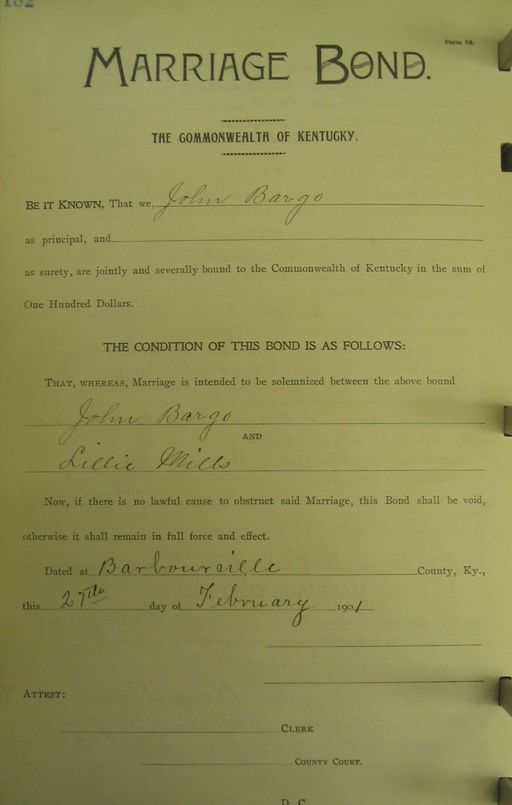 182
Form 75.
MARRIAGE BOND.
THE COMMONWEALTH OF KENTUCKY.
BE IT KNOWN, That we, John Bargo
as principal, and
as surety, are jointly and severally bound to the Commonwealth of Kentucky in the sum of
One Hundred Dollars.
THE CONDITION OF THIS BOND IS AS FOLLOWS:
THAT, WHEREAS, Marriage is intended to be solemnized between the above bound
John Bargo
AND
Lillie Mills
Now, if there is no lawful cause to obstruct said Marriage, this Bond shall be void,
otherwise it shall remain in full force and effect.
Dated at Barbourville County, Ky.,
this 27th day of February 1901
ATTEST:
CLERK
COUNTY COURT.
D. C.